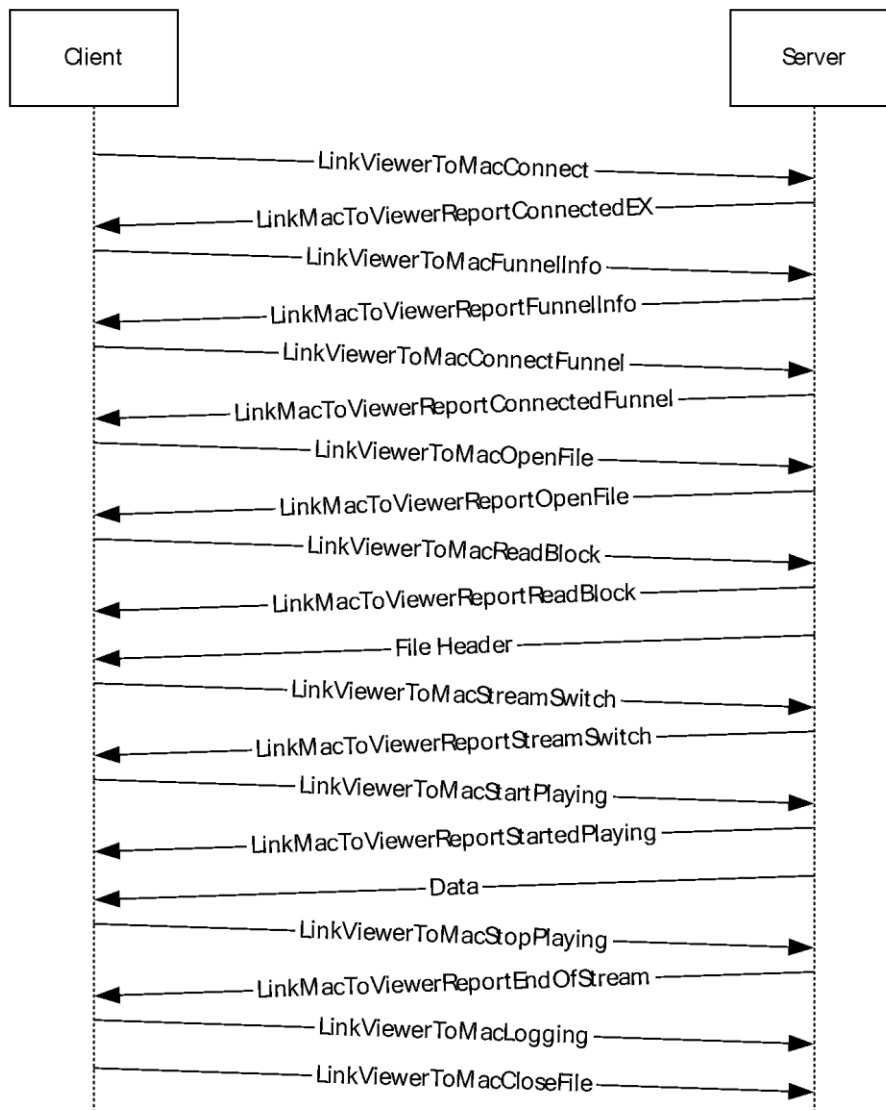 Client
Server
LinkViewerToMacConnect
LinkMacToViewerReportConnectedEX
LinkViewerToMacFunnelInfo
LinkMacToViewerReportFunnelInfo
LinkViewerToMacConnectFunnel
LinkMacToViewerReportConnectedFunnel
LinkViewerToMacOpenFile
LinkMacToViewerReportOpenFile
LinkViewerToMacReadBlock
LinkMacToViewerReportReadBlock
File Header
LinkViewerToMacStreamSwitch
LinkMacToViewerReportStreamSwitch
LinkViewerToMacStartPlaying
LinkMacToViewerReportStartedPlaying
Data
LinkViewerToMacStopPlaying
LinkMacToViewerReportEndOfStream
LinkViewerToMacLogging
LinkViewerToMacCloseFile